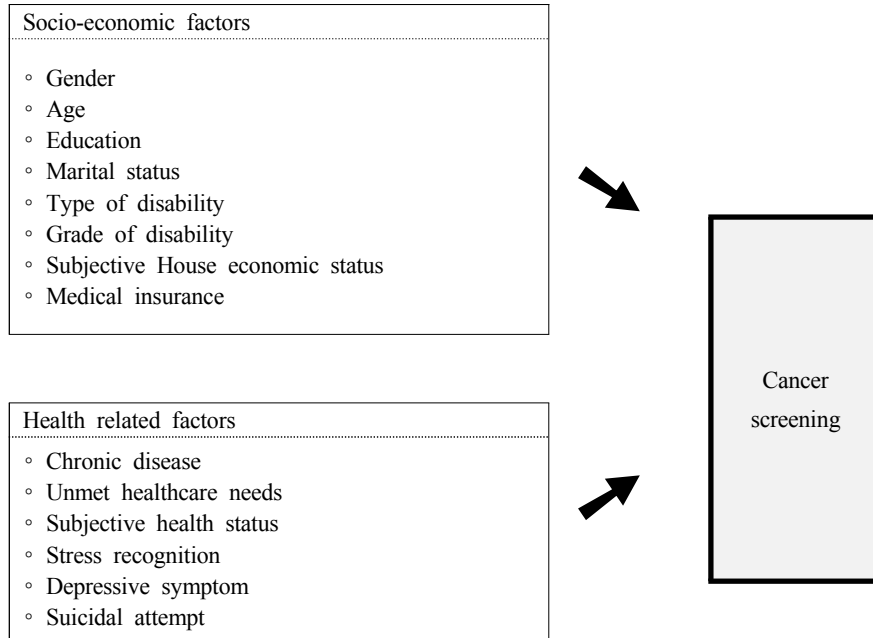 Socio-economic factors
◦ Gender
◦ Age
◦ Education
◦ Marital status
◦ Type of disability
◦ Grade of disability
◦ Subjective House economic status
◦ Medical insurance
Health related factors
◦ Chronic disease
◦ Unmet healthcare needs
◦ Subjective health status
◦ Stress recognition
◦ Depressive symptom
◦ Suicidal attempt
Cancer
screening